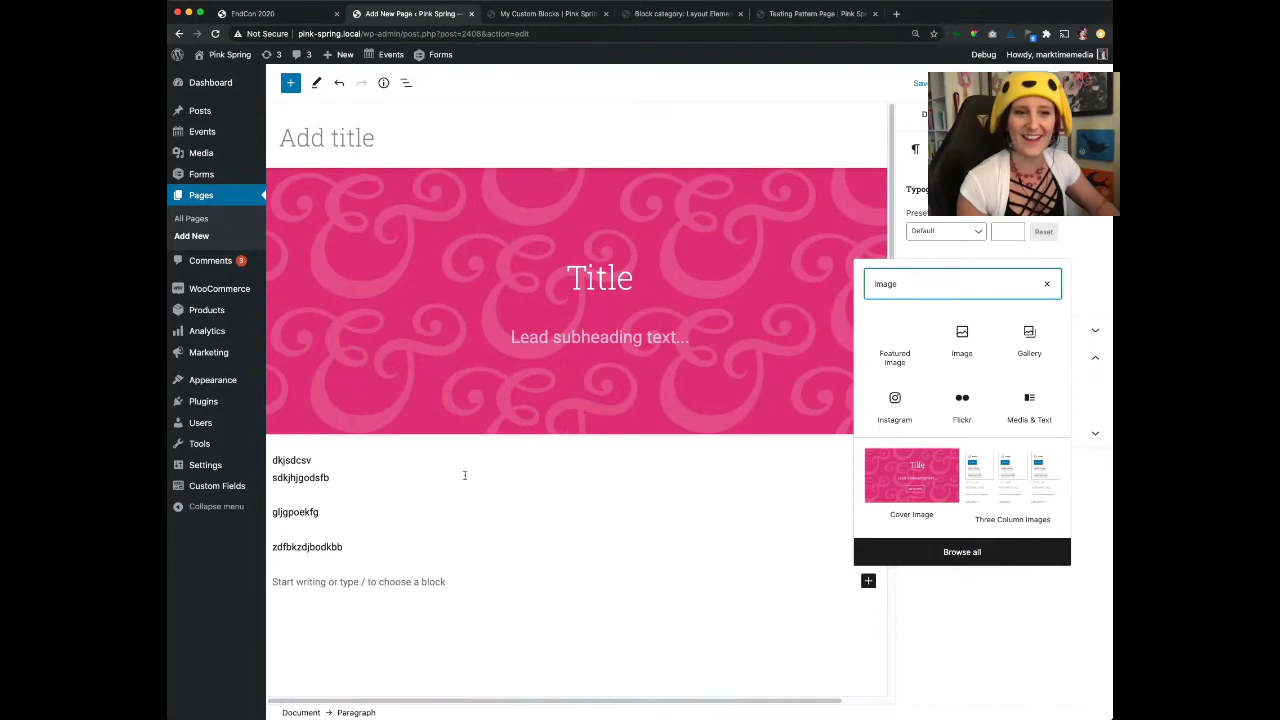 EndCon 2020
Add New Page ‹ Pink Spring —
My Custom Blocks | Pink Sprin
Block category: Layout Elemen
Testing Pattern Page | Pink Spr
Not Secure pink-spring.local/wp-admin/post.php?post=2408&action=edit
Pink Spring 3 3 New Events Forms Debug Howdy, marktimemedia
Dashboard
Posts
Events
Media
Forms
Pages
All Pages
Add New
Comments 3
WooCommerce
Products
Analytics
Marketing
Appearance
Plugins
Users
Tools
Settings
Custom Fields
Collapse menu
Add title
Title
Lead subheading text...
dkjsdcsv
sdkjhjgodsfb
gljgpoekfg
zdfbkzdjbodkbb
Start writing or type / to choose a block
Document → Paragraph
Sav
D
Typog
Prese
Default
Reset
image
Featured Image
Image
Gallery
Instagram
Flickr
Media & Text
Title
Cover Image
Three Column Images
Browse all